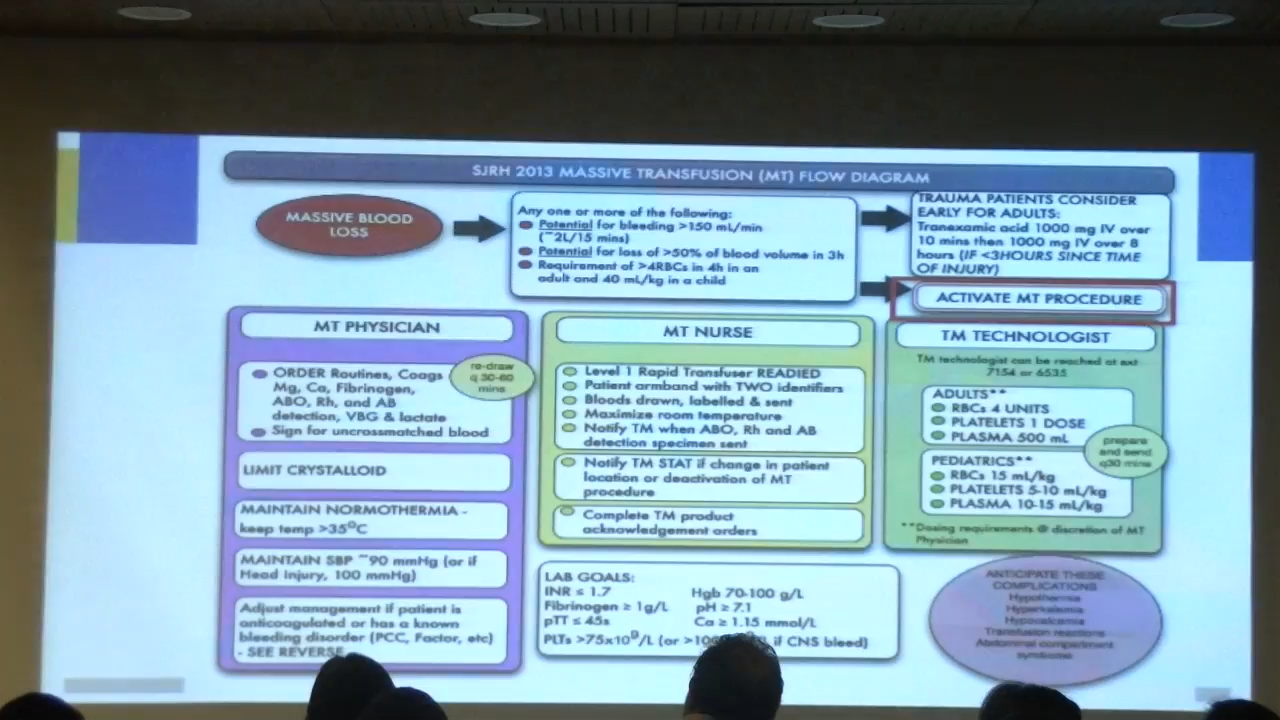 SJRH 2013 MASSIVE TRANSFUSION (MT) FLOW DIAGRAM
MASSIVE BLOOD
LOSS
Any one or more of the following:
Potential for bleeding >150 mL/min
(~2L/15 mins)
Potential for loss of >50% of blood volume in 3h
Requirement of >4RBCs in 4h in an
adult and 40 mL/kg in a child
TRAUMA PATIENTS CONSIDER
EARLY FOR ADULTS:
Tranexamic acid 1000 mg IV over
10 mins then 1000 mg IV over 8
hours (IF <3HOURS SINCE TIME
OF INJURY)
ACTIVATE MT PROCEDURE
MT PHYSICIAN
ORDER Routines, Coags
Mg, Ca, Fibrinogen,
ABO, Rh, and AB
detection, VBG & lactate
Sign for uncrossmatched blood
re-draw
q 30-60
mins
LIMIT CRYSTALLOID
MAINTAIN NORMOTHERMIA -
keep temp >35⁰C
MAINTAIN SBP ~90 mmHg (or if
Head Injury, 100 mmHg)
Adjust management if patient is
anticoagulated or has a known
bleeding disorder (PCC, Factor, etc)
- SEE REVERSE
MT NURSE
Level 1 Rapid Transfuser READIED
Patient armband with TWO identifiers
Bloods drawn, labelled & sent
Maximize room temperature
Notify TM when ABO, Rh and AB
detection specimen sent
Notify TM STAT if change in patient
location or deactivation of MT
procedure
Complete TM product
acknowledgement orders
TM TECHNOLOGIST
TM technologist can be reached at ext
7154 or 6535
ADULTS**
RBCs 4 UNITS
PLATELETS 1 DOSE
PLASMA 500 mL
prepare
and send
q30 mins
PEDIATRICS**
RBCs 15 mL/kg
PLATELETS 5-10 mL/kg
PLASMA 10-15 mL/kg
**Dosing requirements @ discretion of MT
Physician
LAB GOALS:
INR ≤ 1.7 Hgb 70-100 g/L
Fibrinogen ≥ 1g/L pH ≥ 7.1
pTT ≤ 45s Ca ≥ 1.15 mmol/L
PLTs >75x10⁹/L (or if CNS bleed)
ANTICIPATE THESE
COMPLICATIONS
Hypothermia
Hyperkalemia
Hypocalcemia
Transfusion reactions
Abdominal compartment
syndrome